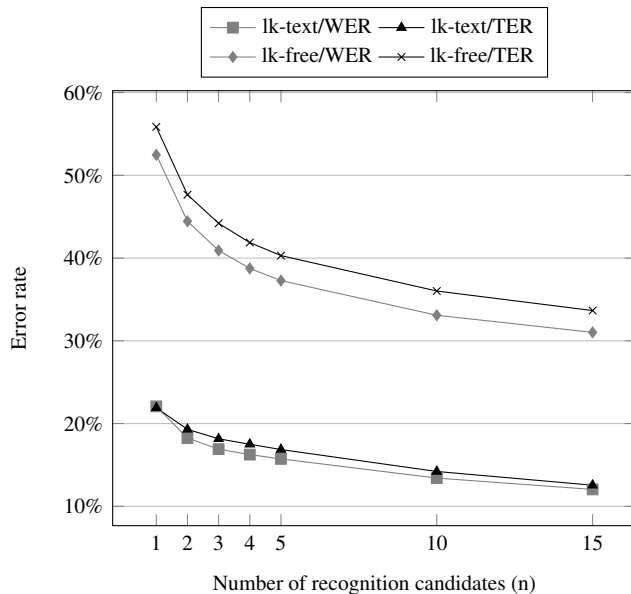 lk-text/WER lk-text/TER
lk-free/WER lk-free/TER
60%
50%
40%
30%
20%
10%
Error rate
1 2 3 4 5 10 15
Number of recognition candidates (n)